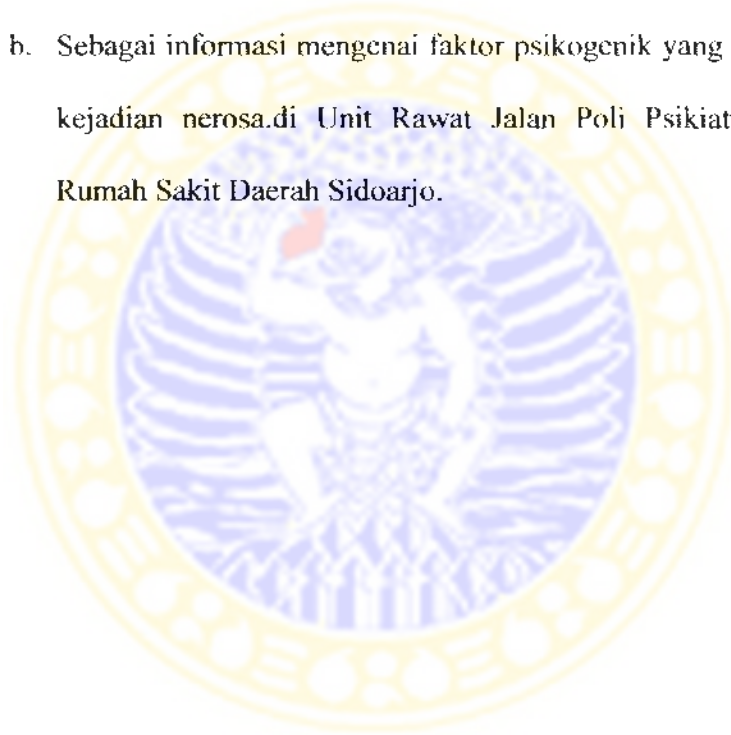 b. Sebagai informasi mengenai faktor psikogenik yang
kejadian nerosa.di Unit Rawat Jalan Poli Psikiat
Rumah Sakit Daerah Sidoarjo.